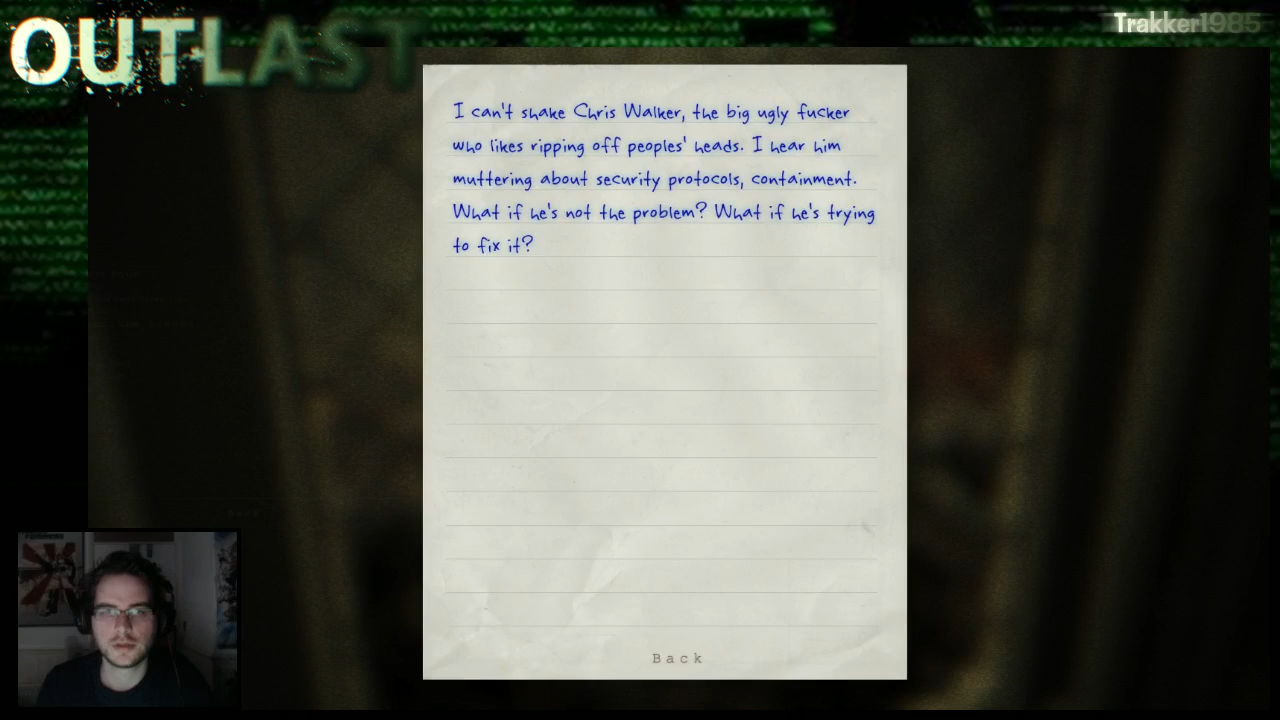 OUTLAST
Trakker1985
I can't shake Chris Walker, the big ugly fucker
who likes ripping off peoples' heads. I hear him
muttering about security protocols, containment.
What if he's not the problem? What if he's trying
to fix it?
Back